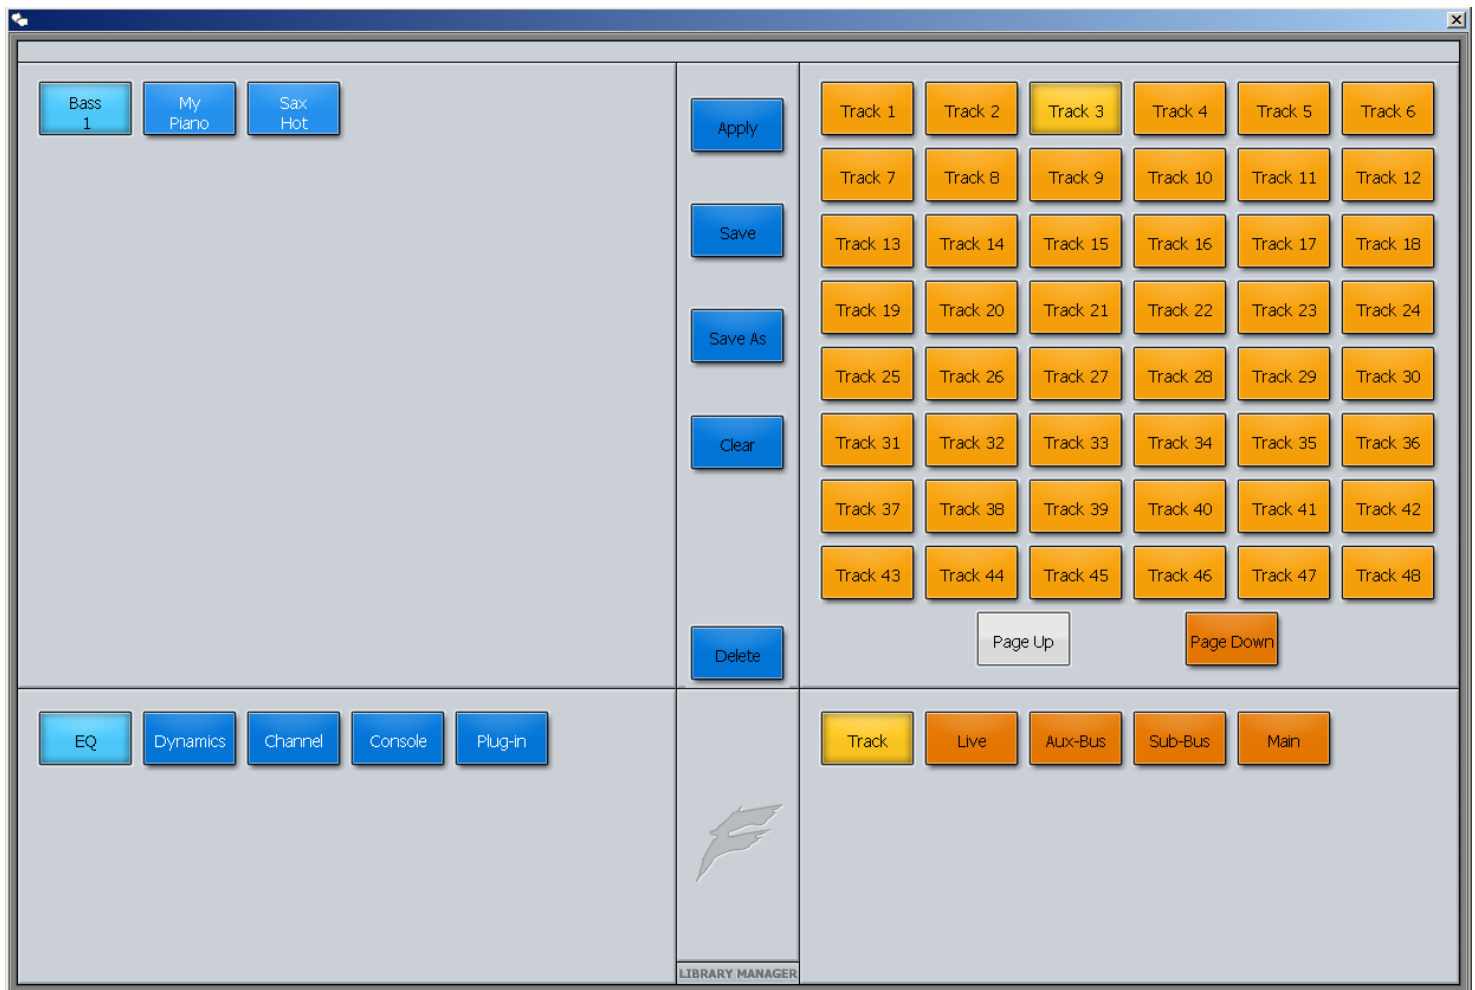 Bass
1
My
Piano
Sax
Hot
Apply
Save
Save As
Clear
Delete
Track 1 Track 2 Track 3 Track 4 Track 5 Track 6
Track 7 Track 8 Track 9 Track 10 Track 11 Track 12
Track 13 Track 14 Track 15 Track 16 Track 17 Track 18
Track 19 Track 20 Track 21 Track 22 Track 23 Track 24
Track 25 Track 26 Track 27 Track 28 Track 29 Track 30
Track 31 Track 32 Track 33 Track 34 Track 35 Track 36
Track 37 Track 38 Track 39 Track 40 Track 41 Track 42
Track 43 Track 44 Track 45 Track 46 Track 47 Track 48
Page Up Page Down
EQ Dynamics Channel Console Plug-in
Track Live Aux-Bus Sub-Bus Main
LIBRARY MANAGER